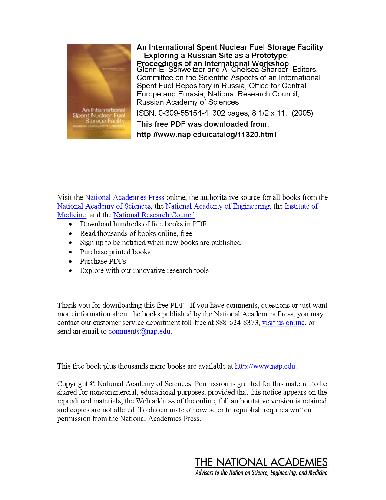 An International Spent Nuclear Fuel Storage Facility
-- Exploring a Russian Site as a Prototype:
Proceedings of an International Workshop
Glenn E. Schweitzer and A. Chelsea Sharber, Editors,
Committee on the Scientific Aspects of an International
Spent Fuel Repository in Russia, Office for Central
Europe and Eurasia, National Research Council,
Russian Academy of Sciences
ISBN: 0-309-55154-4, 302 pages, 8 1/2 x 11, (2005)
This free PDF was downloaded from:
http://www.nap.edu/catalog/11320.html
An International
Spent Nuclear Fuel
Storage Facility
Visit the National Academies Press online, the authoritative source for all books from the
National Academy of Sciences, the National Academy of Engineering, the Institute of
Medicine, and the National Research Council:
• Download hundreds of free books in PDF
• Read thousands of books online, free
• Sign up to be notified when new books are published
• Purchase printed books
• Purchase PDFs
• Explore with our innovative research tools
Thank you for downloading this free PDF. If you have comments, questions or just want
more information about the books published by the National Academies Press, you may
contact our customer service department toll-free at 888-624-8373, visit us online, or
send an email to comments@nap.edu.
This free book plus thousands more books are available at http://www.nap.edu.
Copyright © National Academy of Sciences. Permission is granted for this material to be
shared for noncommercial, educational purposes, provided that this notice appears on the
reproduced materials, the Web address of the online, full authoritative version is retained,
and copies are not altered. To disseminate otherwise or to republish requires written
permission from the National Academies Press.
THE NATIONAL ACADEMIES
Advisers to the Nation on Science, Engineering, and Medicine